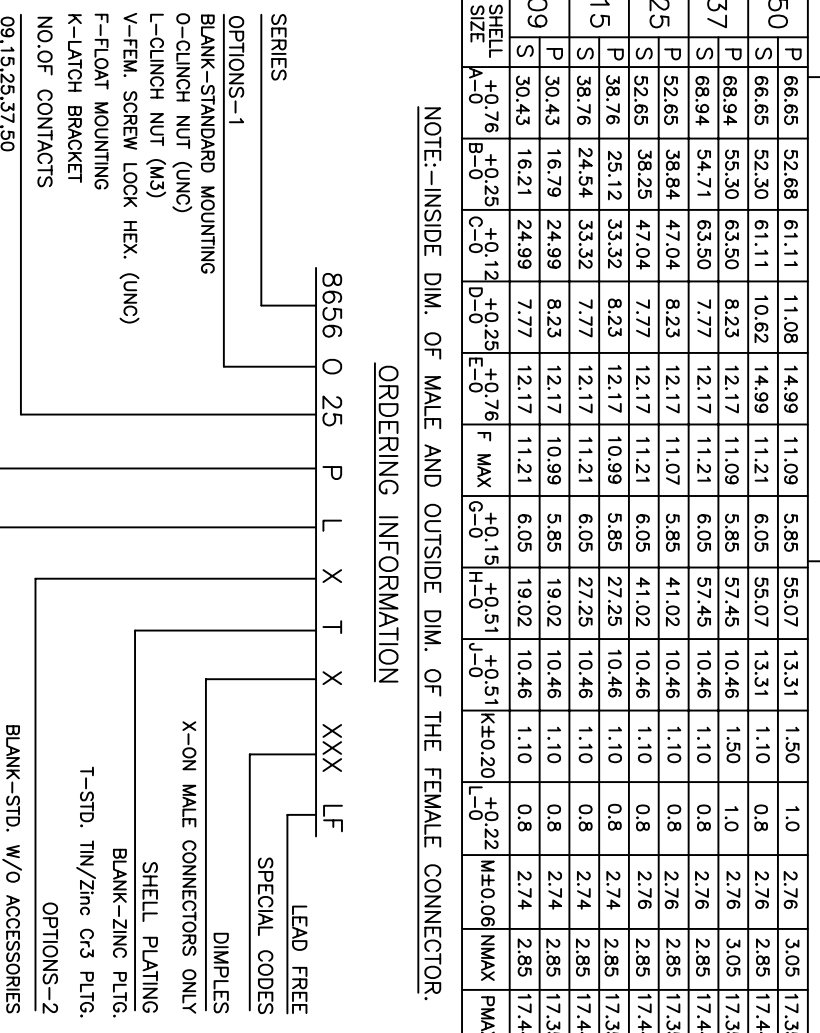 50 P 66.65 52.68 61.11 11.08 14.99 11.09 5.85 55.07 13.31 1.50 1.0 2.76 3.05
S 66.65 52.30 61.11 10.62 14.99 11.21 6.05 55.07 13.31 1.10 0.8 2.76 2.85
37 P 68.94 55.30 63.50 8.23 12.17 11.09 5.85 57.45 10.46 1.50 1.0 2.76 3.05
S 68.94 54.71 63.50 7.77 12.17 11.21 6.05 57.45 10.46 1.10 0.8 2.76 2.85
25 P 52.65 38.84 47.04 8.23 12.17 11.07 5.85 41.02 10.46 1.10 0.8 2.76 2.85
S 52.65 38.25 47.04 7.77 12.17 11.21 6.05 41.02 10.46 1.10 0.8 2.76 2.85
15 P 38.76 25.12 33.32 8.23 12.17 10.99 5.85 27.25 10.46 1.10 0.8 2.74 2.85
S 38.76 24.54 33.32 7.77 12.17 11.21 6.05 27.25 10.46 1.10 0.8 2.74 2.85
09 P 30.43 16.79 24.99 8.23 12.17 10.99 5.85 19.02 10.46 1.10 0.8 2.74 2.85
S 30.43 16.21 24.99 7.77 12.17 11.21 6.05 19.02 10.46 1.10 0.8 2.74 2.85
SHELL +0.76 +0.25 +0.12 +0.25 +0.76 F MAX +0.15 +0.51 +0.51 K±0.20 +0.22 M±0.06 NMAX
SIZE A-0 B-0 C-0 D-0 E-0 G-0 H-0 J-0 L-0
NOTE:-INSIDE DIM. OF MALE AND OUTSIDE DIM. OF THE FEMALE CONNECTOR.
ORDERING INFORMATION
8656 O 25 P L X T X XXX LF
SERIES
OPTIONS-1
BLANK-STANDARD MOUNTING
O-CLINCH NUT (UNC)
L-CLINCH NUT (M3)
V-FEM. SCREW LOCK HEX. (UNC)
F-FLOAT MOUNTING
K-LATCH BRACKET
NO.OF CONTACTS
09,15,25,37,50
LEAD FREE
SPECIAL CODES
DIMPLES
X-ON MALE CONNECTORS ONLY
SHELL PLATING
BLANK-ZINC PLTG.
T-STD. TIN/Zinc Cr3 PLTG.
OPTIONS-2
BLANK-STD. W/O ACCESSORIES